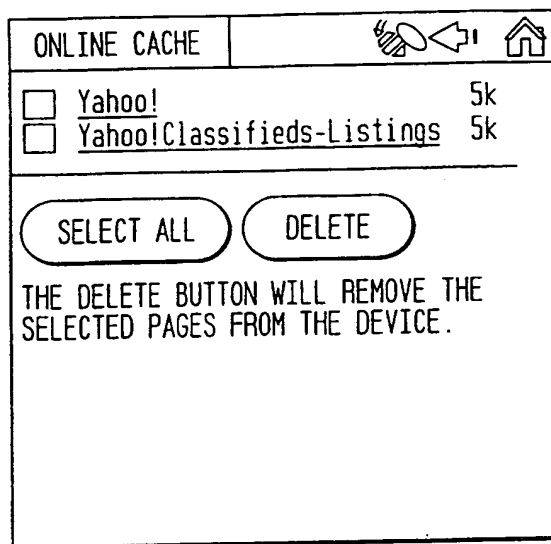 ONLINE CACHE
Yahoo! 5k
Yahoo!Classifieds-Listings 5k
SELECT ALL DELETE
THE DELETE BUTTON WILL REMOVE THE
SELECTED PAGES FROM THE DEVICE.